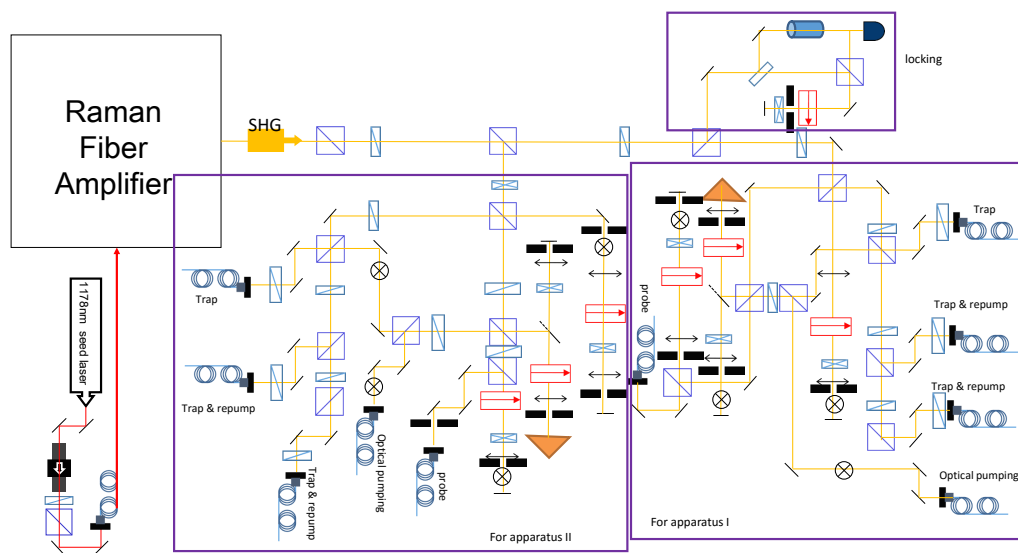 locking
Raman
Fiber
Amplifier
SHG
Trap
Trap
1178nm seed laser
probe
Trap & repump
Trap & repump
Trap & repump
Trap & repump
Optical pumping
probe
Optical pumping
For apparatus II
For apparatus I